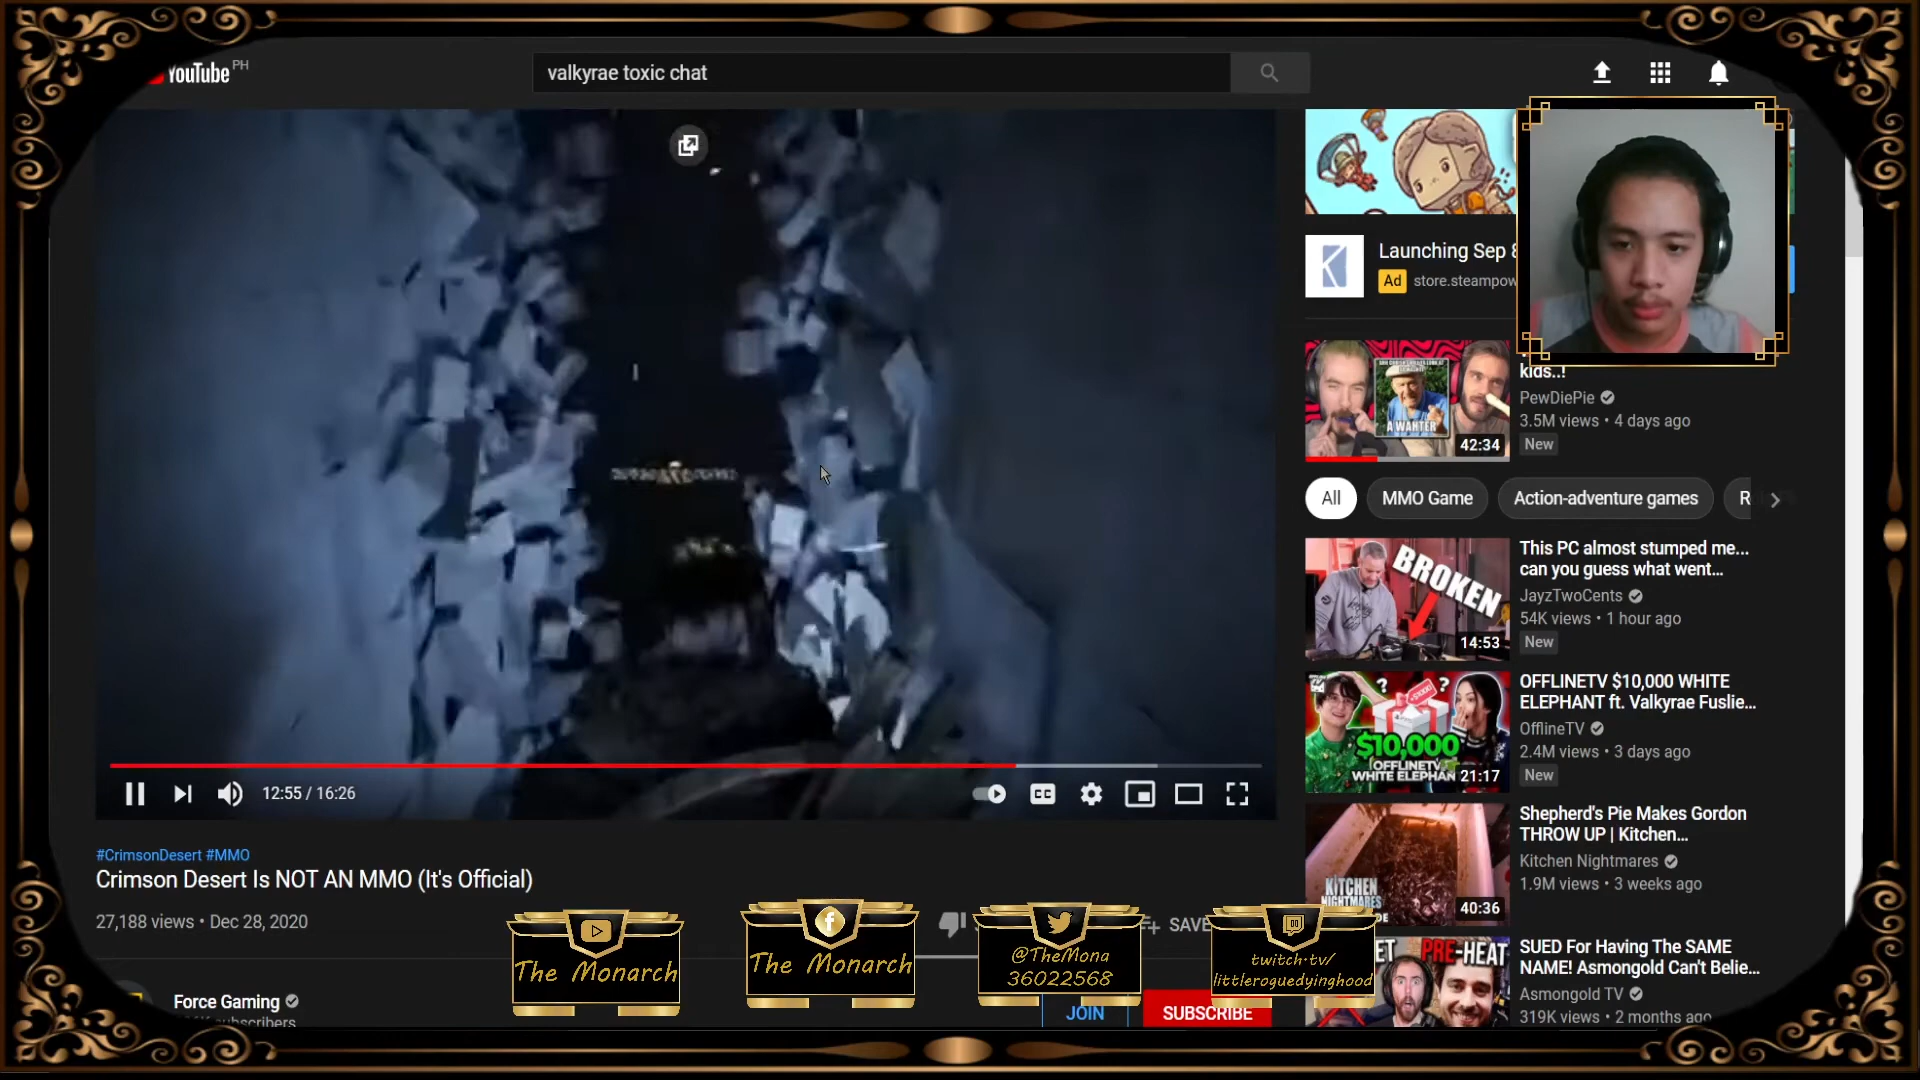 YouTube PH
valkyrae toxic chat
12:55 / 16:26
#CrimsonDesert #MMO
Crimson Desert Is NOT AN MMO (It's Official)
27,188 views • Dec 28, 2020
SAVE
Force Gaming
subscribers
JOIN
SUBSCRIBE
The Monarch
The Monarch
@TheMona
36022568
twitch.tv/
littleroguedyinghood
Launching Sep
Ad store.steampow
kids..!
PewDiePie
3.5M views • 4 days ago
New
A WAHTER
42:34
All
MMO Game
Action-adventure games
R
BROKEN
14:53
This PC almost stumped me...
can you guess what went...
JayzTwoCents
54K views • 1 hour ago
New
$10,000
OFFLINETV
WHITE ELEPHAN
21:17
OFFLINETV $10,000 WHITE
ELEPHANT ft. Valkyrae Fuslie...
OfflineTV
2.4M views • 3 days ago
New
KITCHEN
NIGHTMARES
DE
40:36
Shepherd's Pie Makes Gordon
THROW UP | Kitchen...
Kitchen Nightmares
1.9M views • 3 weeks ago
ET PRE-HEAT
SUED For Having The SAME
NAME! Asmongold Can't Belie...
Asmongold TV
319K views • 2 months ago